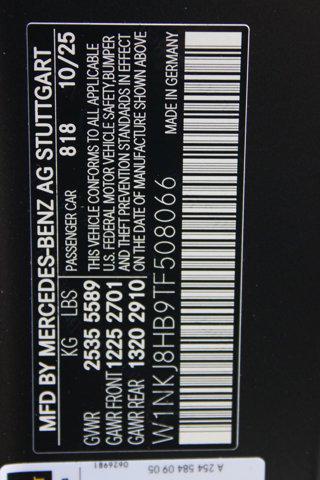 MFD BY MERCEDES-BENZ AG STUTTGART
PASSENGER CAR 818 10/25
KG LBS
GVWR 2535 5589
GAWR FRONT 1225 2701
GAWR REAR 1320 2910
THIS VEHICLE CONFORMS TO ALL APPLICABLE
U.S. FEDERAL MOTOR VEHICLE SAFETY, BUMPER
AND THEFT PREVENTION STANDARDS IN EFFECT
ON THE DATE OF MANUFACTURE SHOWN ABOVE
W1NKJ8HB9TF508066
MADE IN GERMANY
A 254 584 09 05